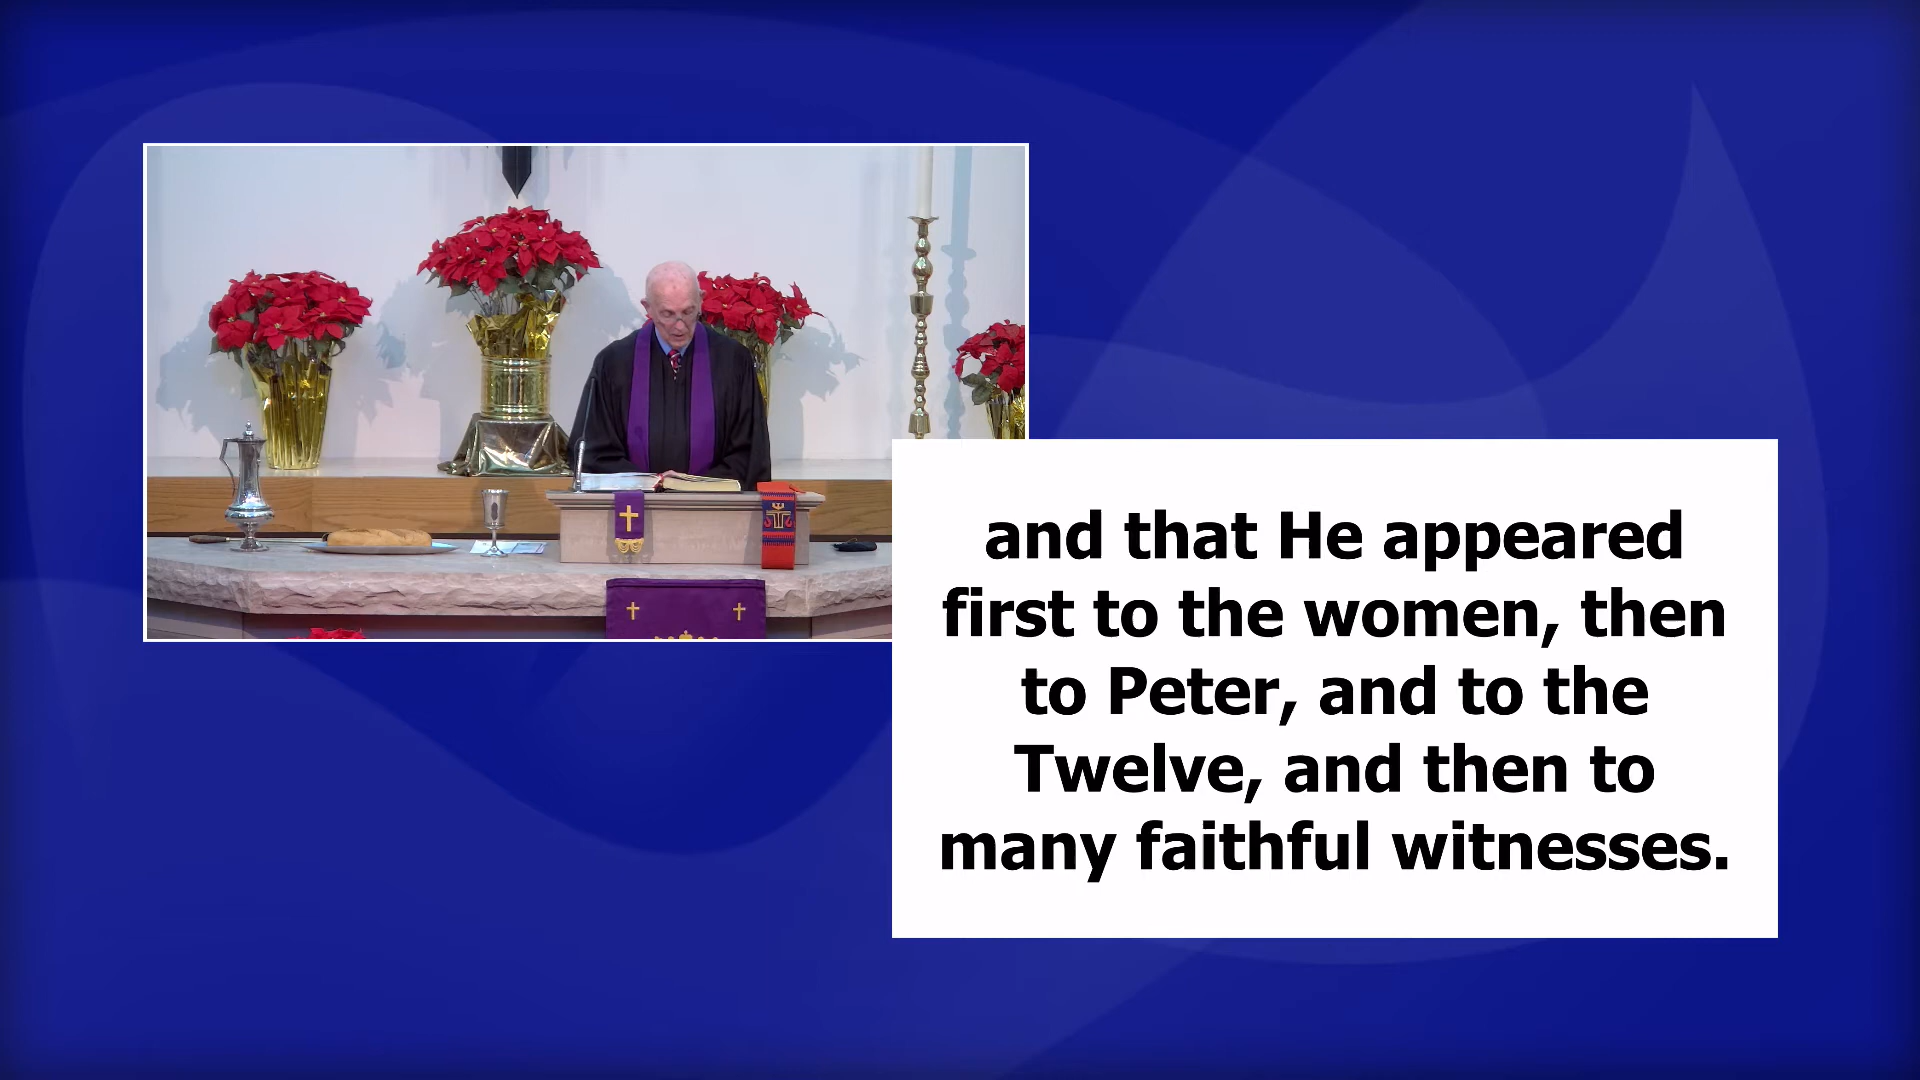 and that He appeared
first to the women, then
to Peter, and to the
Twelve, and then to
many faithful witnesses.